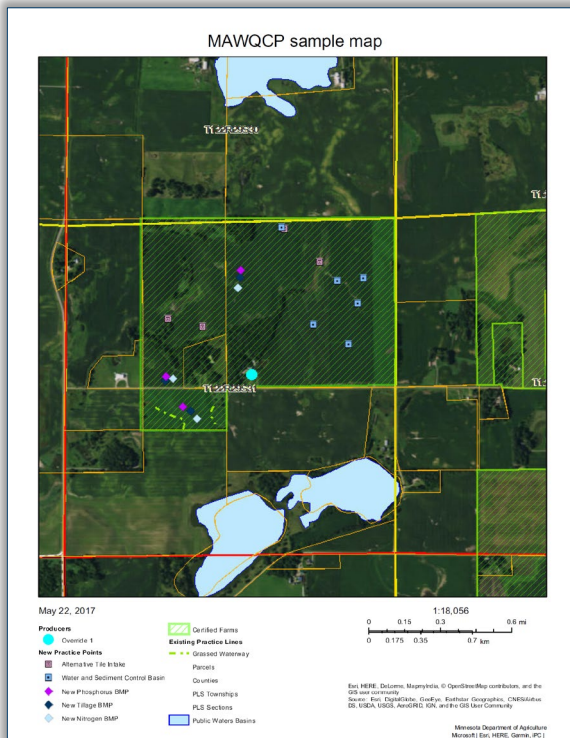 MAWQCP sample map
May 22, 2017
1:18,056
0 0.15 0.3 0.6 mi
0 0.175 0.35 0.7 km
Producers
Override 1
New Practice Points
Alternative Tile Intake
Water and Sediment Control Basin
New Phosphorus BMP
New Tillage BMP
New Nitrogen BMP
Certified Farms
Existing Practice Lines
Grassed Waterway
Parcels
Counties
PLS Townships
PLS Sections
Public Waters Basins
Esri, HERE, DeLorme, MapmyIndia, © OpenStreetMap contributors, and the
GIS user community
Source: Esri, DigitalGlobe, GeoEye, Earthstar Geographics, CNES/Airbus
DS, USDA, USGS, AeroGRID, IGN, and the GIS User Community
Minnesota Department of Agriculture
Microsoft | Esri, HERE, Garmin, iPC |